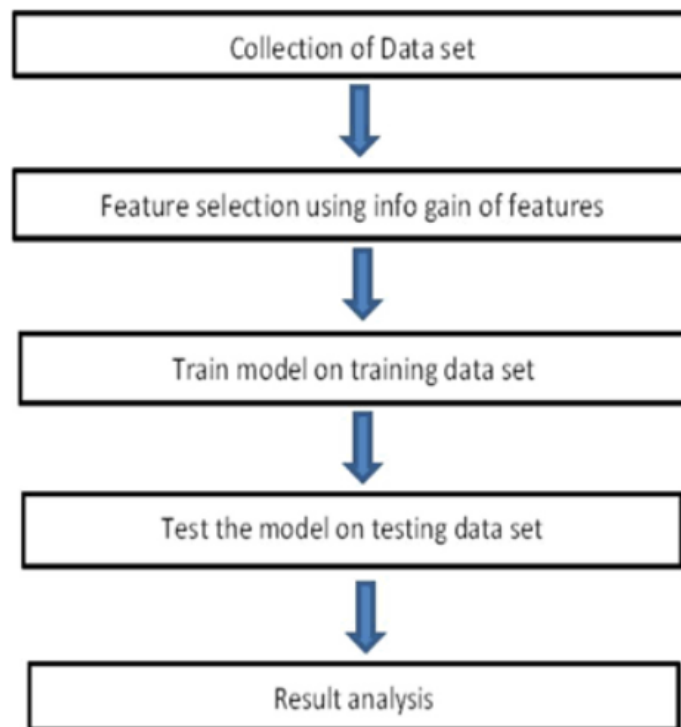 Collection of Data set
Feature selection using info gain of features
Train model on training data set
Test the model on testing data set
Result analysis